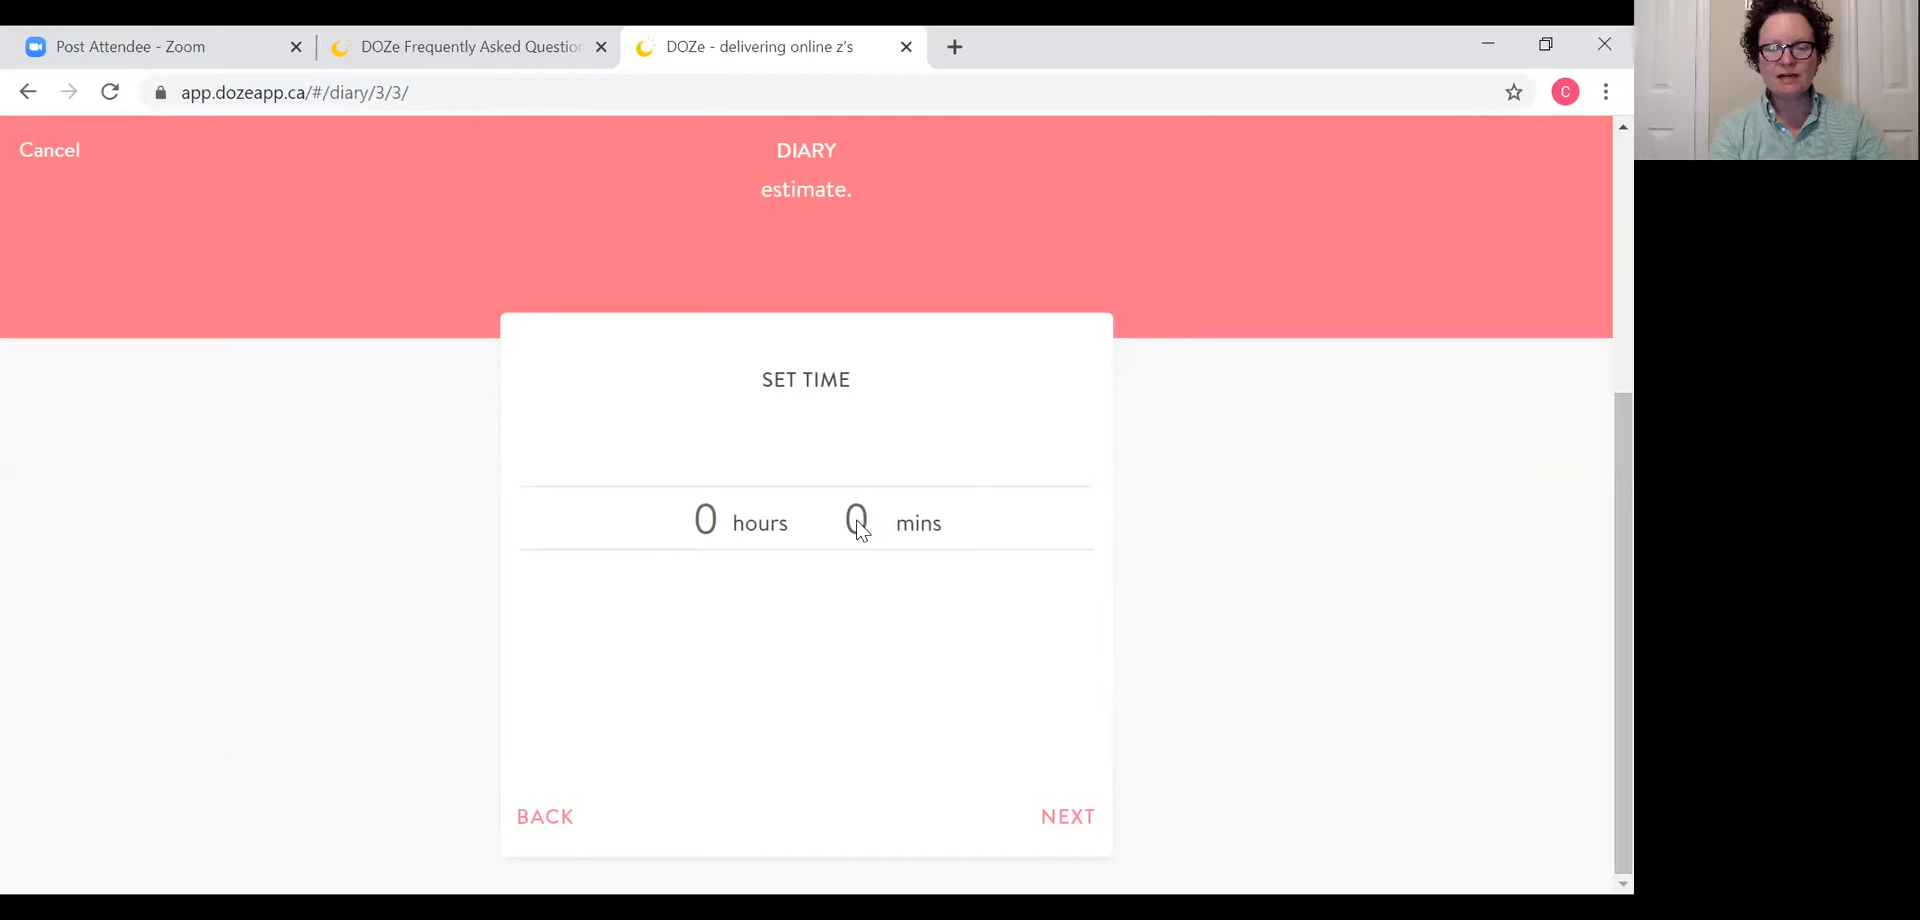 Post Attendee - Zoom
DOZe Frequently Asked Question
DOZe - delivering online z's
app.dozeapp.ca/#/diary/3/3/
C
Cancel
DIARY
estimate.
SET TIME
0 hours 0 mins
BACK
NEXT